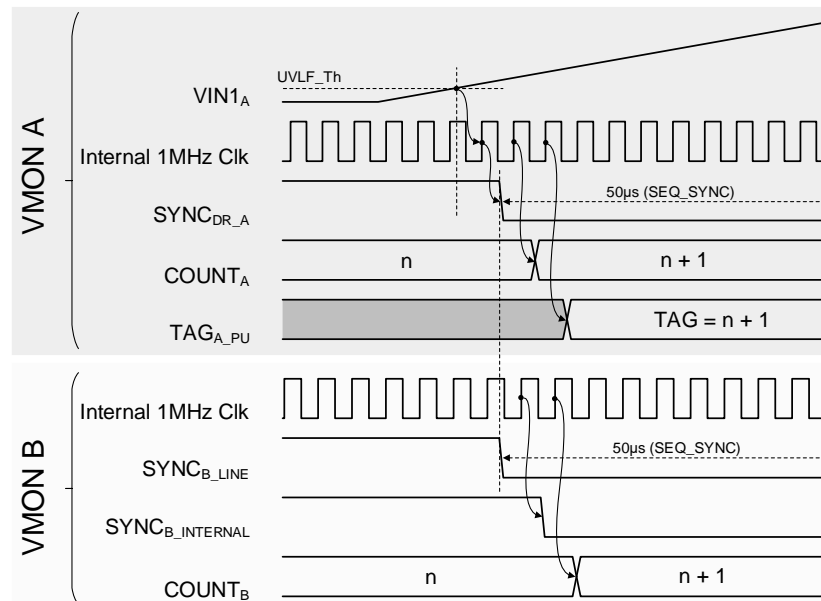 VMON A
UVLF_Th
VIN1A
Internal 1MHz Clk
50µs (SEQ_SYNC)
SYNCDR_A
n
n + 1
COUNTA
TAG = n + 1
TAGA_PU
VMON B
Internal 1MHz Clk
50µs (SEQ_SYNC)
SYNCB_LINE
SYNCB_INTERNAL
n
n + 1
COUNTB